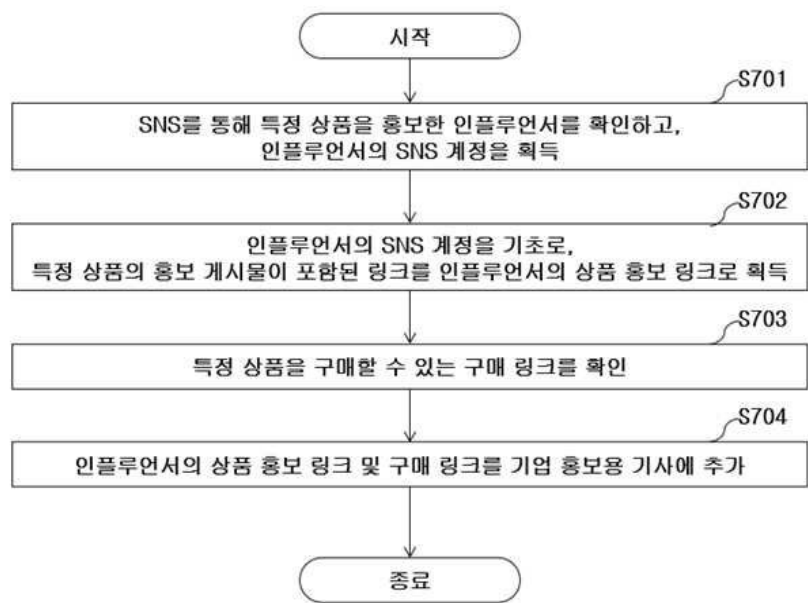 시작
S701
SNS를 통해 특정 상품을 홍보한 인플루언서를 확인하고,
인플루언서의 SNS 계정을 획득
S702
인플루언서의 SNS 계정을 기초로,
특정 상품의 홍보 게시물이 포함된 링크를 인플루언서의 상품 홍보 링크로 획득
S703
특정 상품을 구매할 수 있는 구매 링크를 확인
S704
인플루언서의 상품 홍보 링크 및 구매 링크를 기업 홍보용 기사에 추가
종료